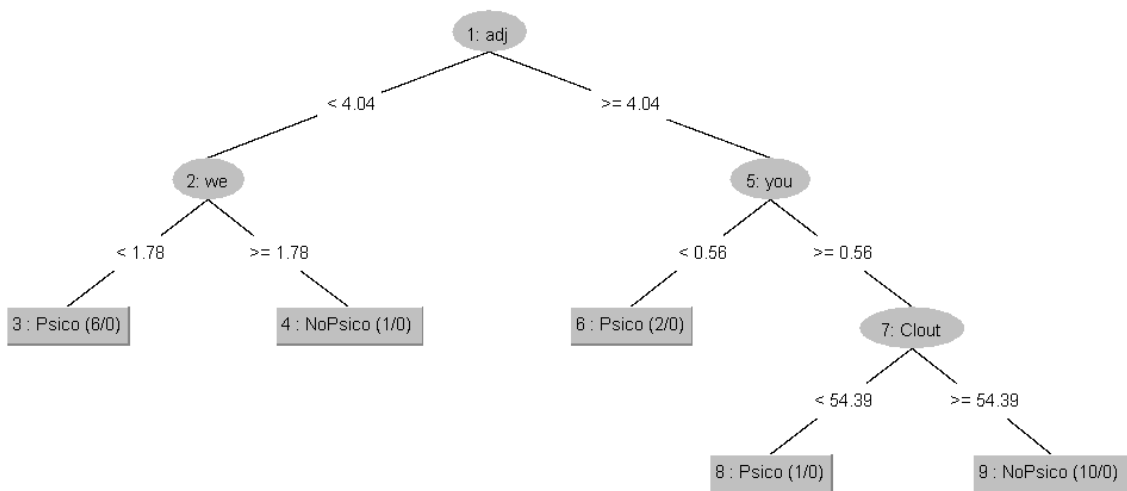 1: adj
< 4.04
>= 4.04
2: we
5: you
< 1.78
>= 1.78
< 0.56
>= 0.56
3 : Psico (6/0)
4 : NoPsico (1/0)
6 : Psico (2/0)
7: Clout
< 54.39
>= 54.39
8 : Psico (1/0)
9 : NoPsico (10/0)